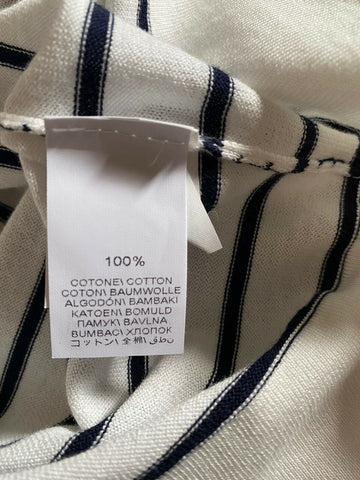 100%
COTONE\ COTTON
COTON\ BAUMWOLLE
ALGODÓN\ BAMBAKI
KATOEN\ BOMULD
ПАМУК\ BAVLNA
BUMBAC\ ХЛОПОК
コットン\ 全棉\ قطن